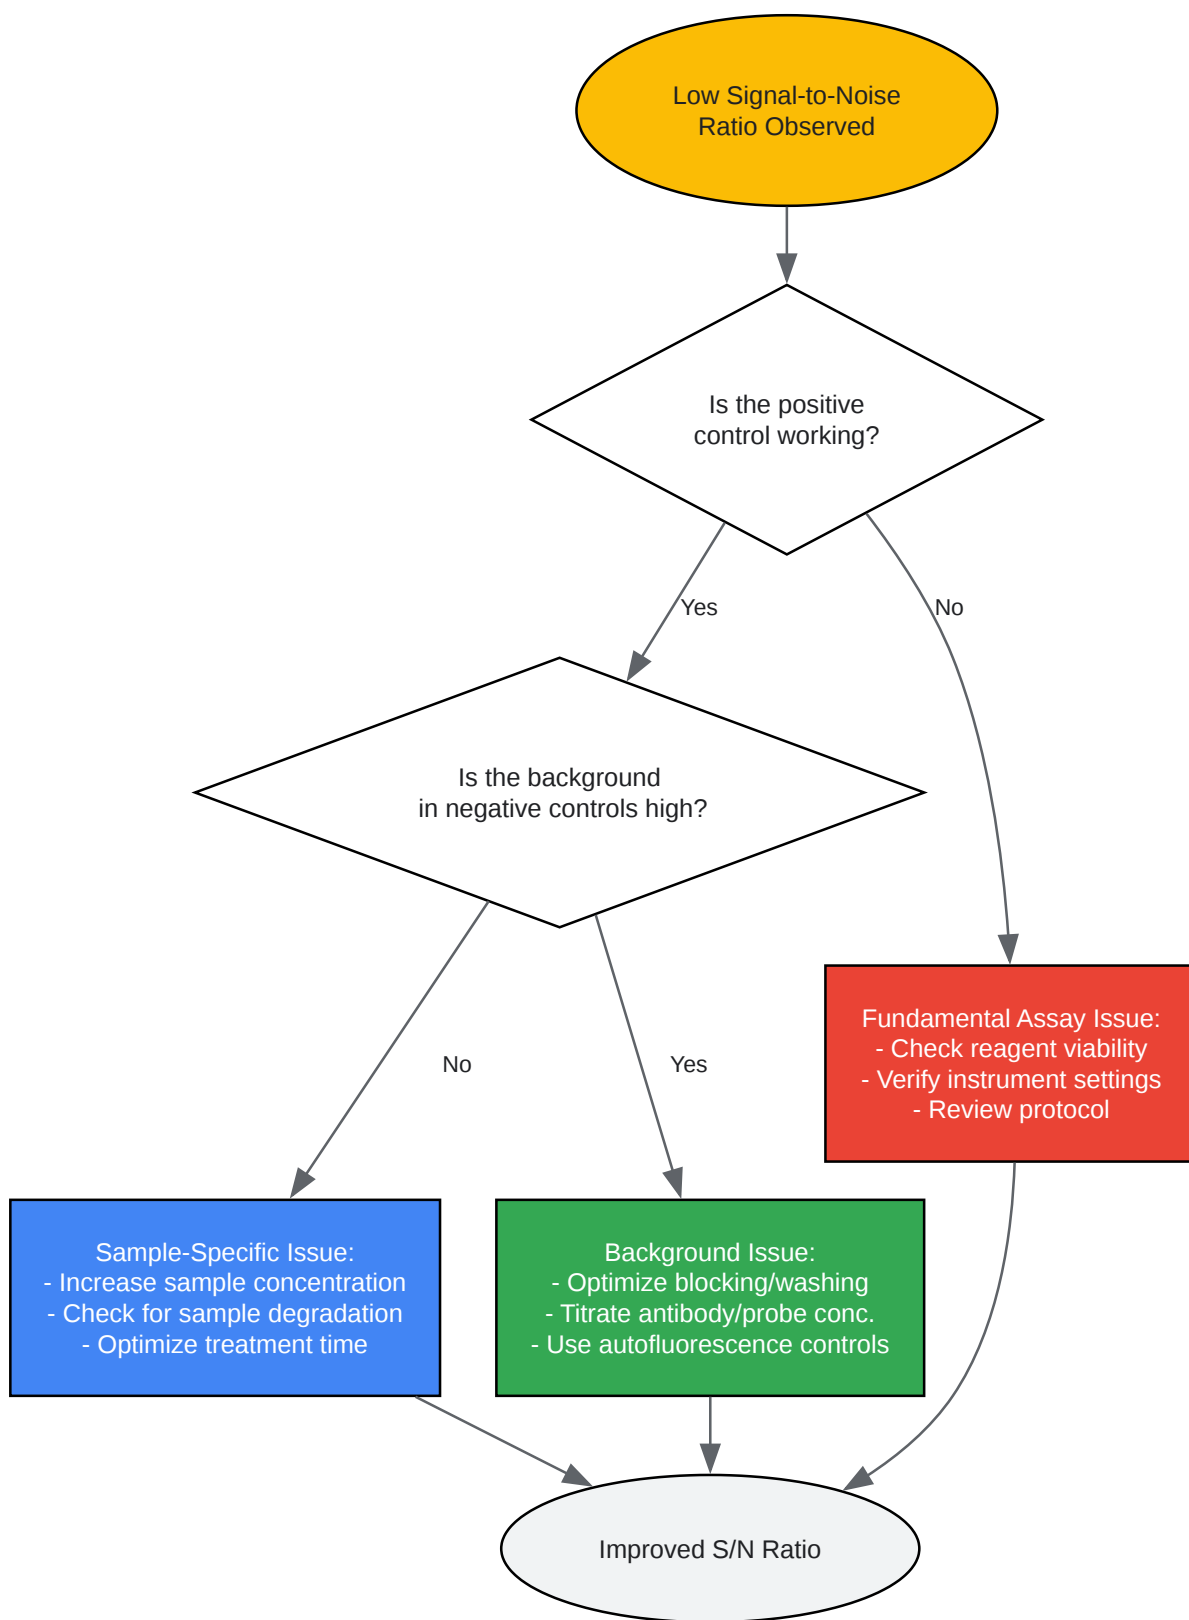 Low Signal-to-Noise
Ratio Observed
Is the positive
control working?
Yes
No
Is the background
in negative controls high?
No
Yes
Fundamental Assay Issue:
- Check reagent viability
- Verify instrument settings
- Review protocol
Sample-Specific Issue:
- Increase sample concentration
- Check for sample degradation
- Optimize treatment time
Background Issue:
- Optimize blocking/washing
- Titrate antibody/probe conc.
- Use autofluorescence controls
Improved S/N Ratio